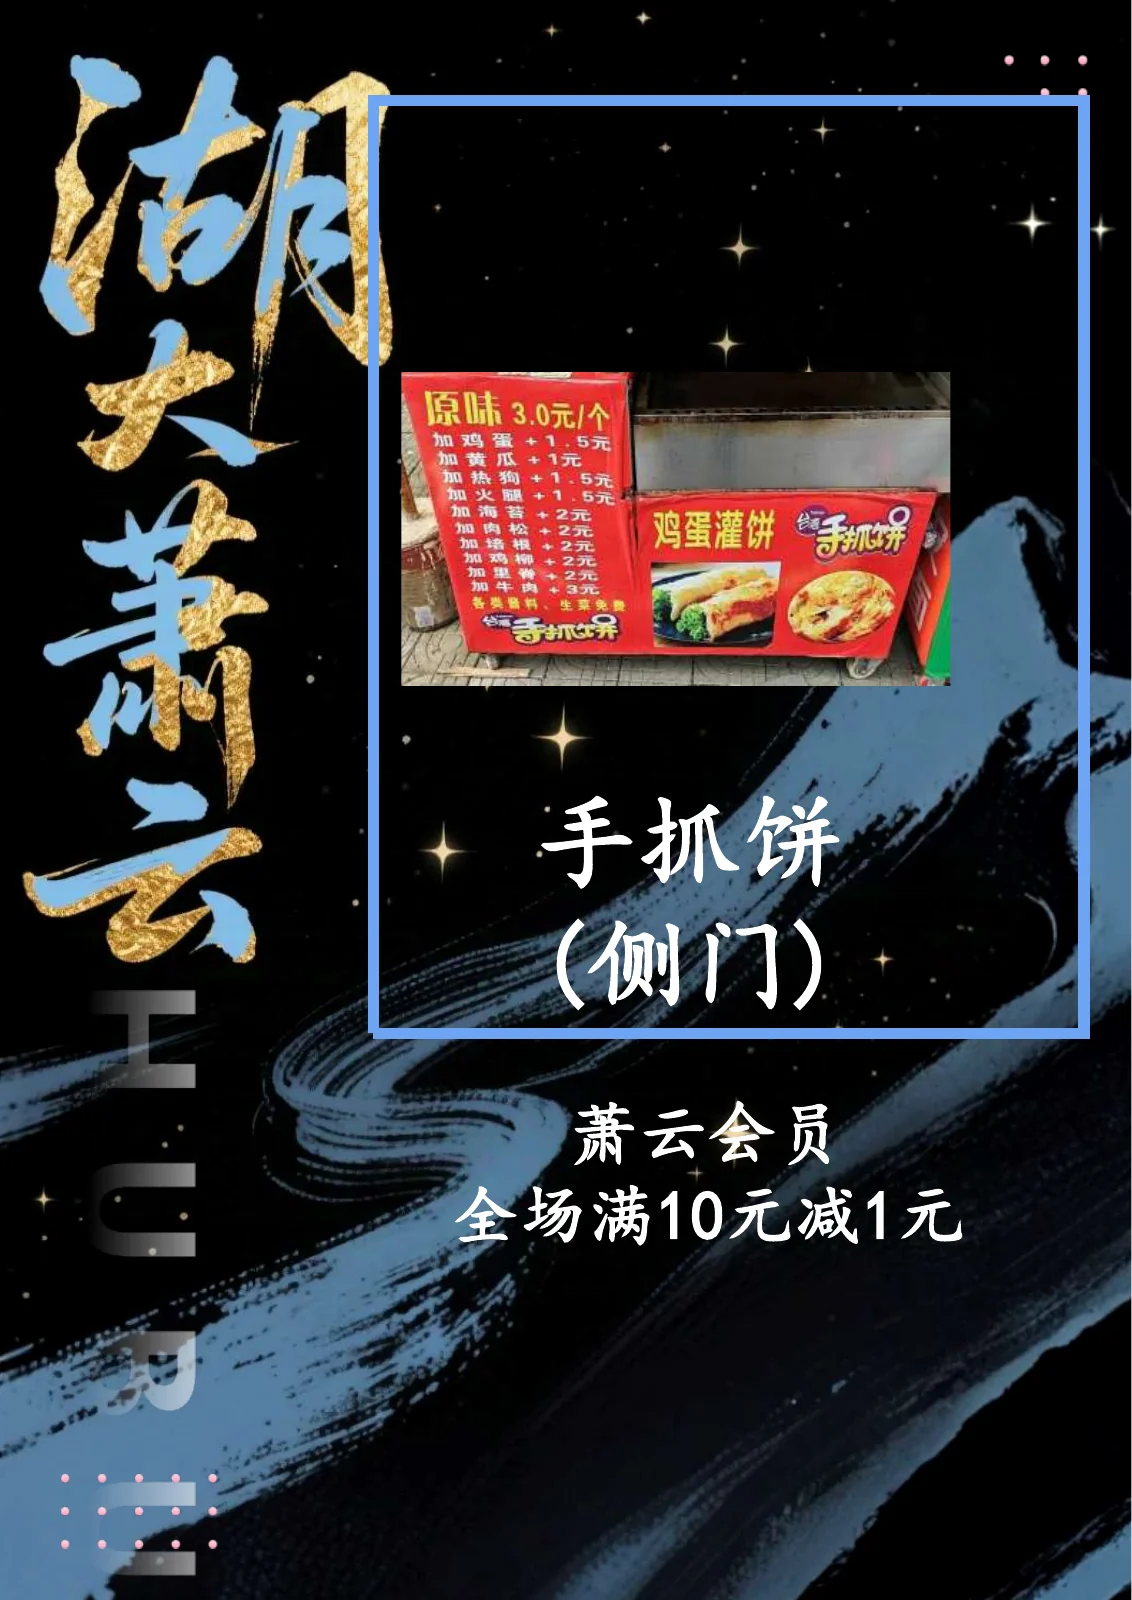 湖大萧云
HUBEI
原味 3.0元/个
加鸡蛋+1.5元
加黄瓜+1元
加热狗+1.5元
加火腿+1.5元
加海苔+2元
加肉松+2元
加培根+2元
加鸡柳+2元
加里脊+2元
加牛肉+3元
各类酱料、生菜免费
台湾手抓饼
鸡蛋灌饼
台湾手抓饼
手抓饼
(侧门)
萧云会员
全场满10元减1元